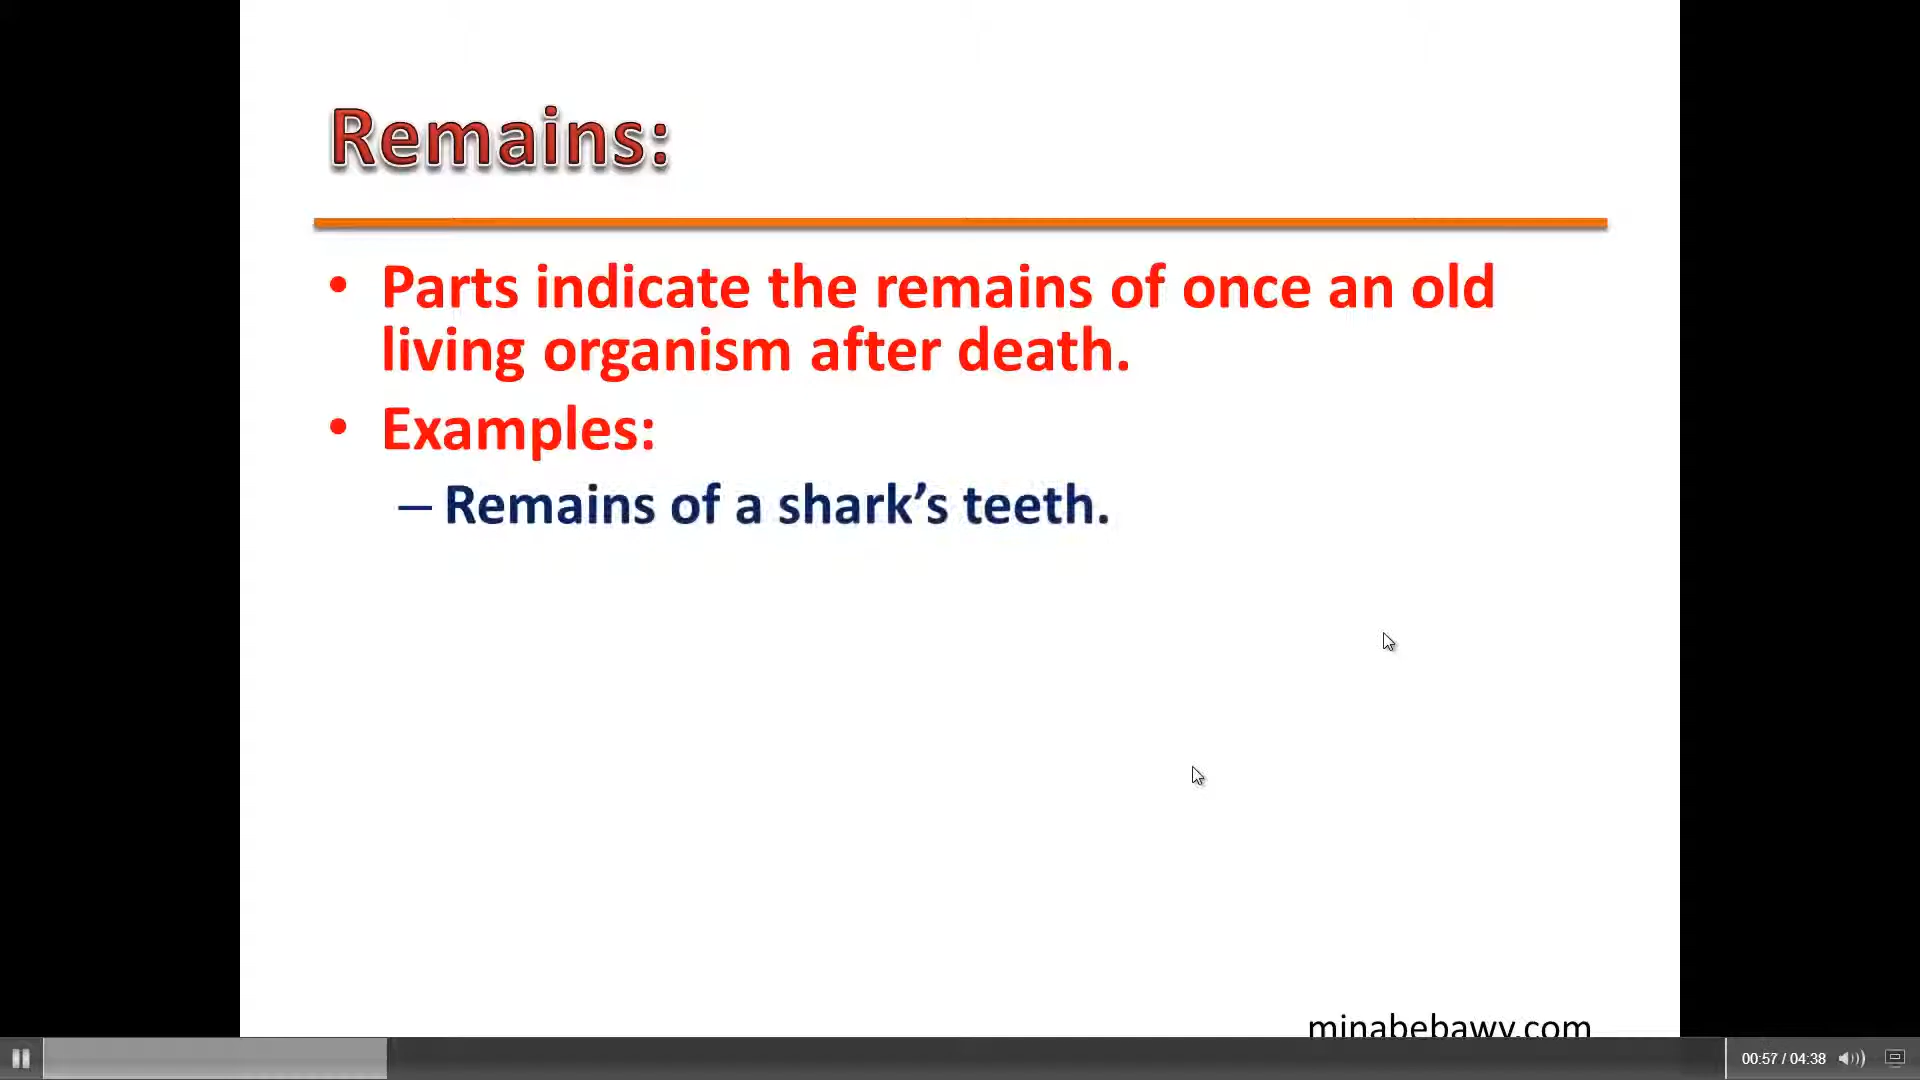 Remains:
• Parts indicate the remains of once an old
living organism after death.
• Examples:
– Remains of a shark’s teeth.
minabebawy.com
00:57 / 04:38